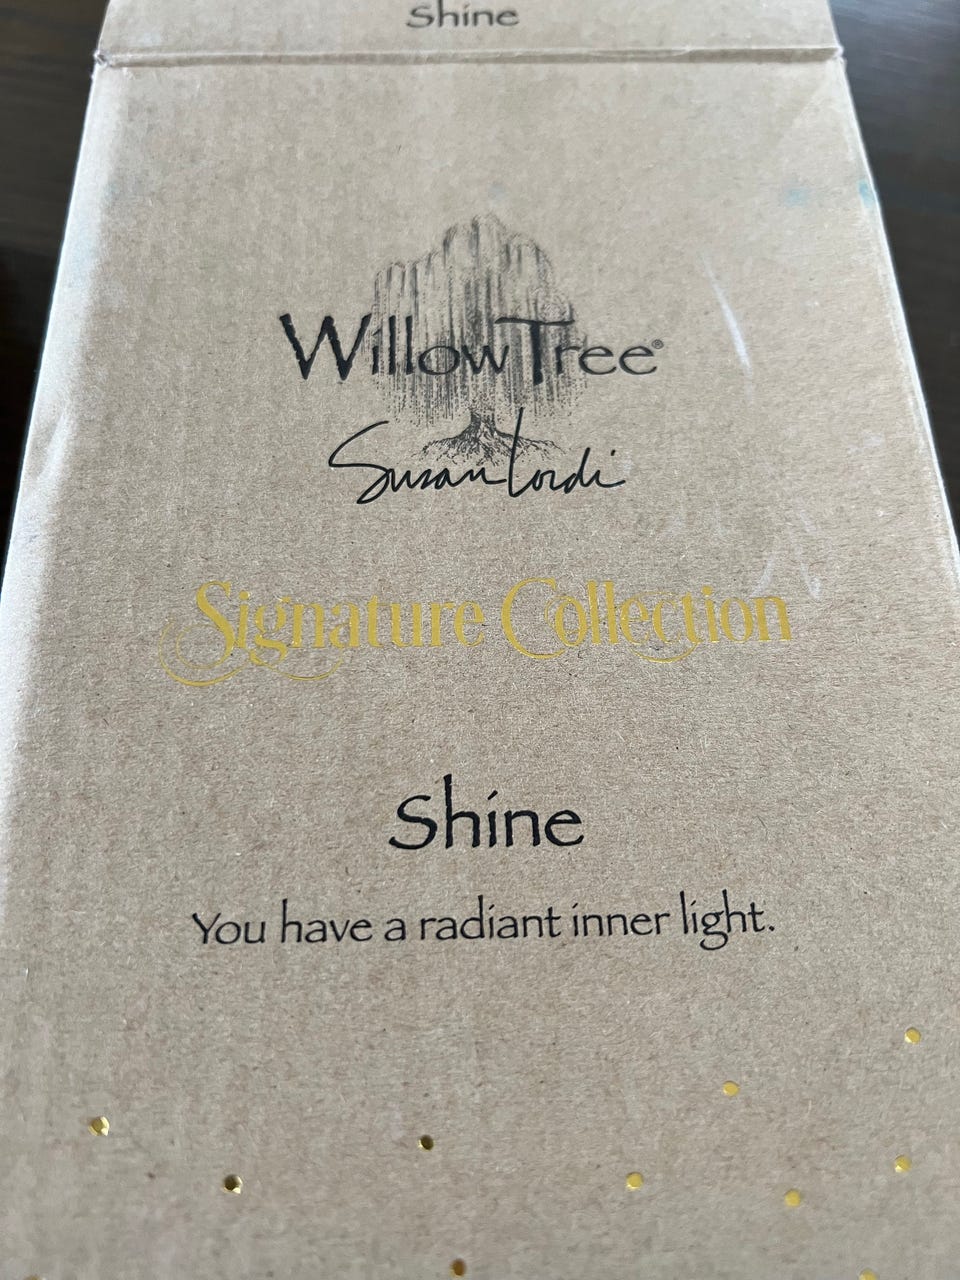 Shine
Willow Tree®
Susan Lordi
Signature Collection
Shine
You have a radiant inner light.